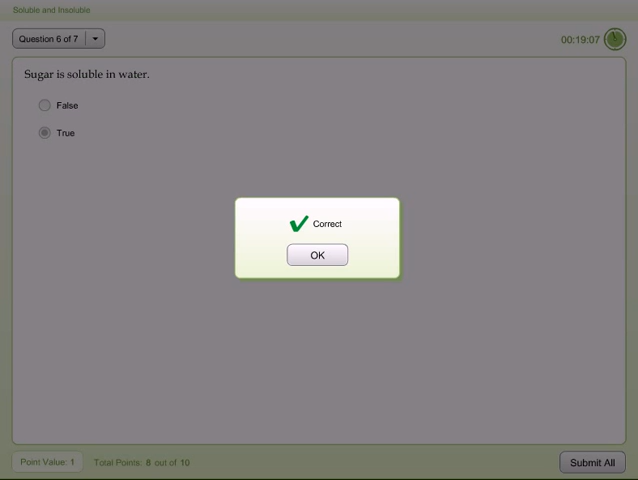 Soluble and Insoluble
Question 6 of 7
00:19:07
Sugar is soluble in water.
False
True
Correct
OK
Point Value: 1
Total Points: 6 out of 10
Submit All